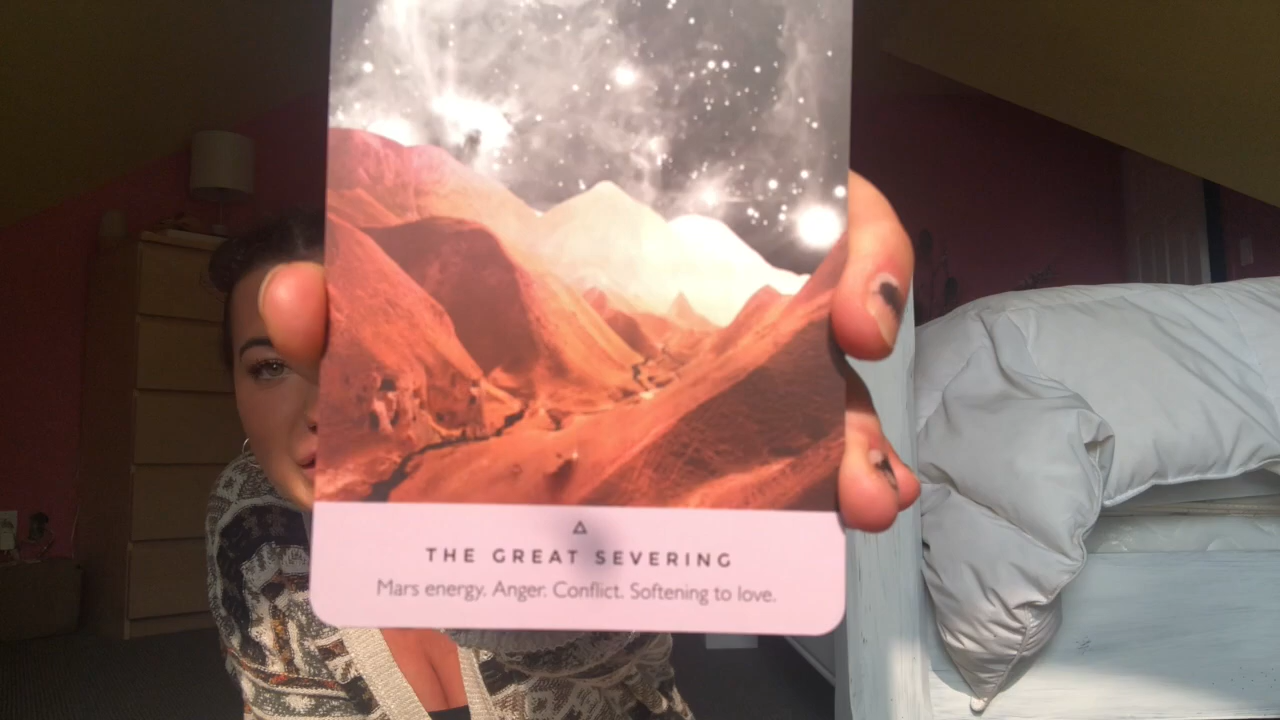 THE GREAT SEVERING
Mars energy. Anger. Conflict. Softening to love.